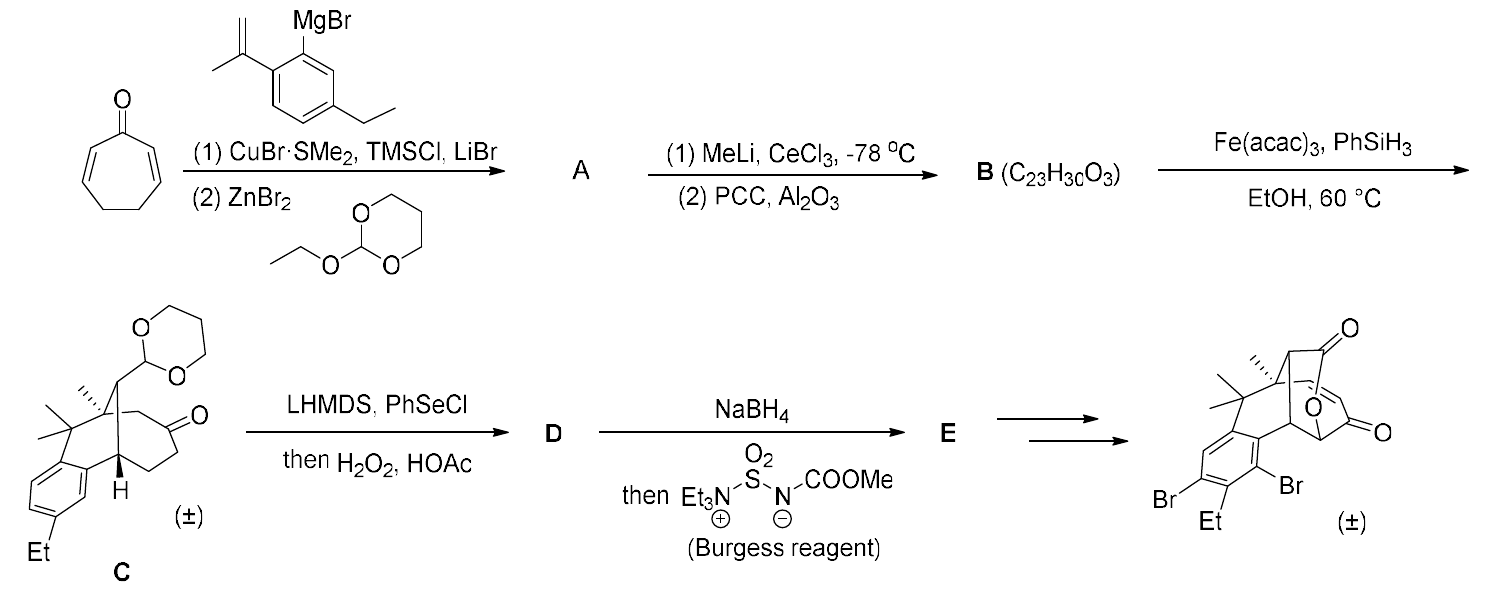 MgBr
O
(1) CuBr·SMe₂, TMSCl, LiBr
(2) ZnBr₂
O
O
O
A
(1) MeLi, CeCl₃, -78 ºC
(2) PCC, Al₂O₃
B (C₂₃H₃₀O₃)
Fe(acac)₃, PhSiH₃
EtOH, 60 °C
O
O
O
H
Et
(±)
C
LHMDS, PhSeCl
then H₂O₂, HOAc
D
NaBH₄
then Et₃N S O₂ N COOMe
⊕ ⊖
(Burgess reagent)
E
O
O
O
Br
Br
Et
(±)